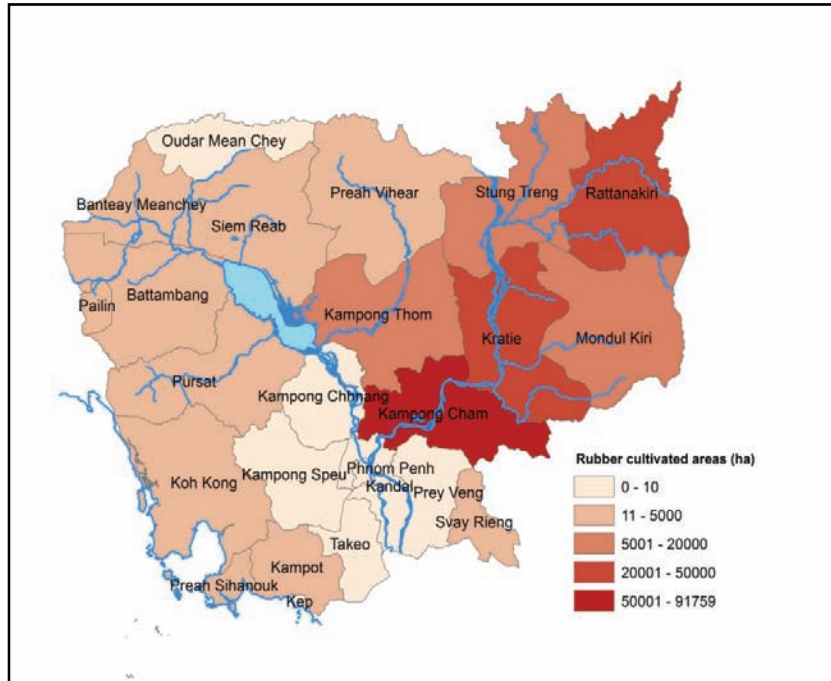 Oudar Mean Chey
Banteay Meanchey
Siem Reab
Preah Vihear
Stung Treng
Rattanakiri
Pailin
Battambang
Kampong Thom
Kratie
Mondul Kiri
Pursat
Kampong Chhnang
Kampong Cham
Koh Kong
Kampong Speu
Phnom Penh
Kandal
Prey Veng
Svay Rieng
Takeo
Kampot
Preah Sihanouk
Kep
Rubber cultivated areas (ha)
0 - 10
11 - 5000
5001 - 20000
20001 - 50000
50001 - 91759